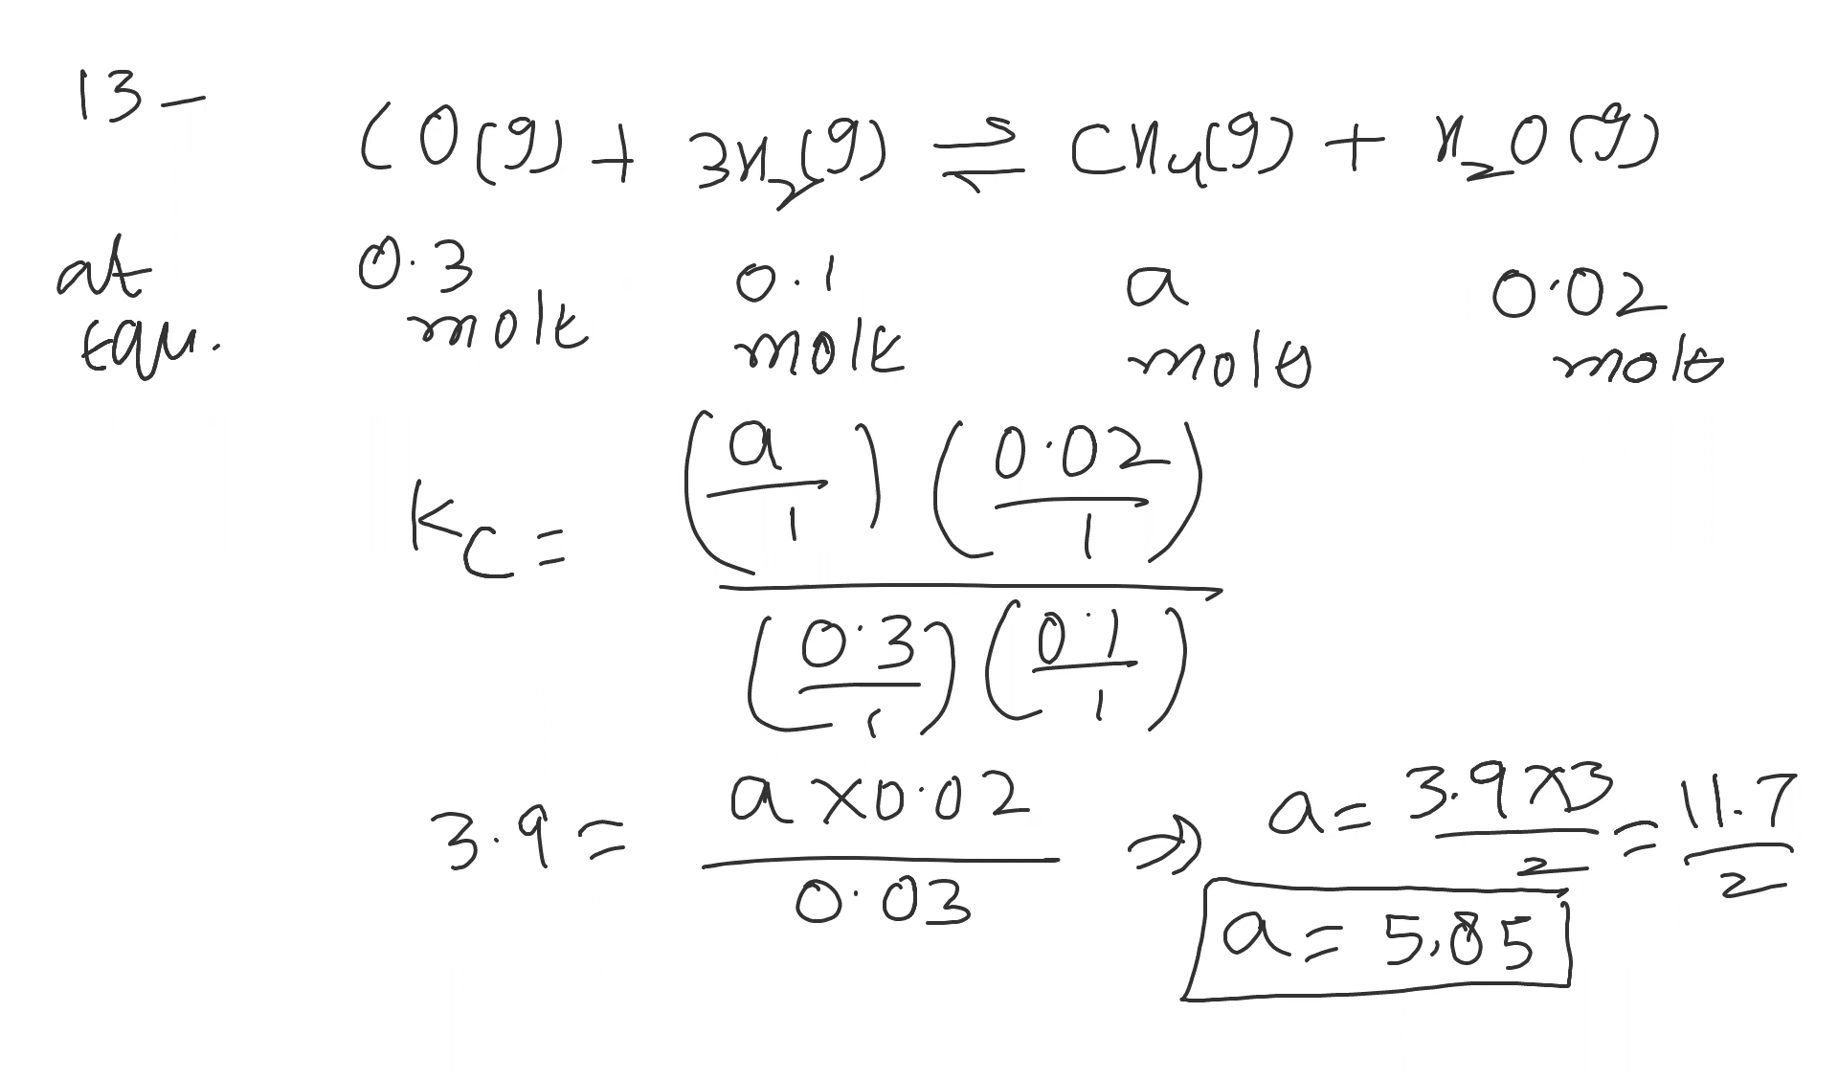 13-
CO(g) + 3H₂(g) ⇌ CH₄(g) + H₂O(g)
at equ. 0.3 mole 0.1 mole a mole 0.02 mole
Kc = (a/1) (0.02/1) / (0.3/1) (0.1/1)
3.9 = a×0.02 / 0.03 ⇒ a = 3.9×3 / 2 = 11.7 / 2
a = 5.85